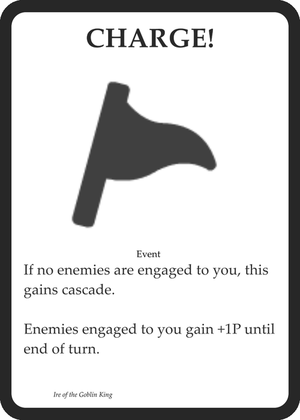 CHARGE!
Event
If no enemies are engaged to you, this
gains cascade.
Enemies engaged to you gain +1P until
end of turn.
Ire of the Goblin King